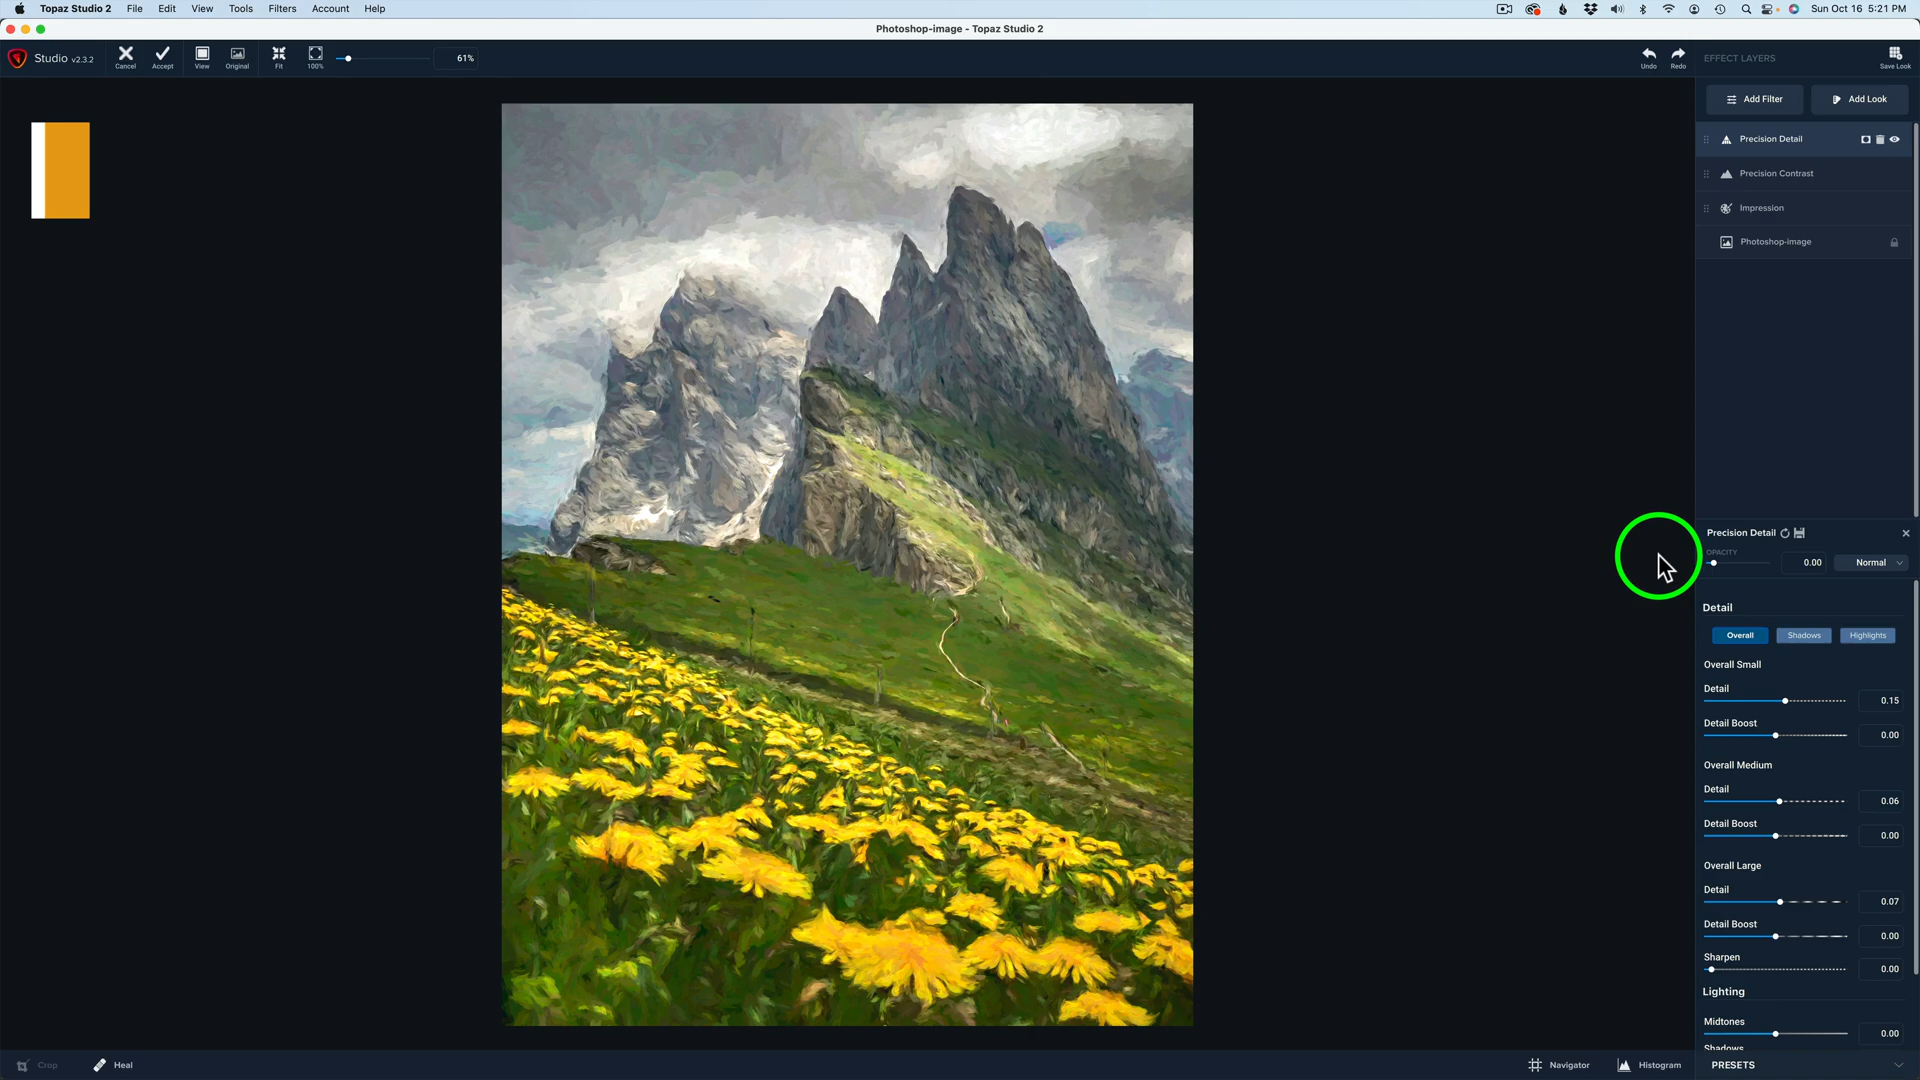 Topaz Studio 2 File Edit View Tools Filters Account Help Sun Oct 16 5:21 PM
Photoshop-image - Topaz Studio 2
Studio v2.3.2 Cancel Accept View Original Fit 100% 61% Undo Redo EFFECT LAYERS Save Look
Add Filter Add Look
Precision Detail
Precision Contrast
Impression
Photoshop-image
Precision Detail
OPACITY
0.00 Normal
Detail
Overall Shadows Highlights
Overall Small
Detail
0.15
Detail Boost
0.00
Overall Medium
Detail
0.06
Detail Boost
0.00
Overall Large
Detail
0.07
Detail Boost
0.00
Sharpen
0.00
Lighting
Midtones
0.00
Shadows
Crop Heal Navigator Histogram PRESETS